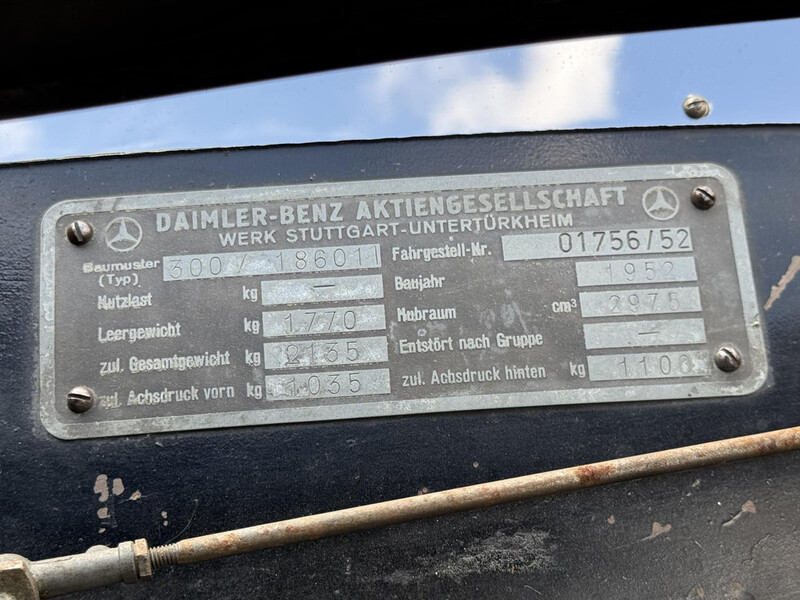 DAIMLER-BENZ AKTIENGESELLSCHAFT
WERK STUTTGART-UNTERTÜRKHEIM
Baumuster (Typ) 300 / 186011
Fahrgestell-Nr. 01756/52
Nutzlast kg —
Baujahr 1952
Leergewicht kg 1770
Hubraum cm³ 2975
zul. Gesamtgewicht kg 2135
Entstört nach Gruppe —
zul. Achsdruck vorn kg 1035
zul. Achsdruck hinten kg 1100